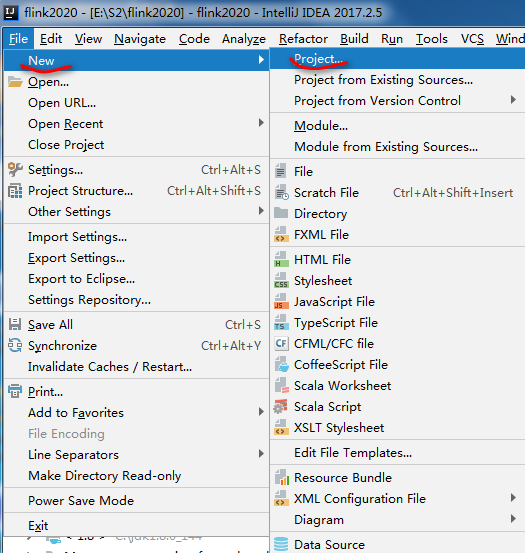 flink2020 - [E:\S2\flink2020] - flink2020 - IntelliJ IDEA 2017.2.5
File Edit View Navigate Code Analyze Refactor Build Run Tools VCS Window
New
Open...
Open URL...
Open Recent
Close Project
Settings... Ctrl+Alt+S
Project Structure... Ctrl+Alt+Shift+S
Other Settings
Import Settings...
Export Settings...
Export to Eclipse...
Settings Repository...
Save All Ctrl+S
Synchronize Ctrl+Alt+Y
Invalidate Caches / Restart...
Print...
Add to Favorites
File Encoding
Line Separators
Make Directory Read-only
Power Save Mode
Exit
Project...
Project from Existing Sources...
Project from Version Control
Module...
Module from Existing Sources...
File
Scratch File Ctrl+Alt+Shift+Insert
Directory
FXML File
HTML File
Stylesheet
JavaScript File
TypeScript File
CFML/CFC file
CoffeeScript File
Scala Worksheet
Scala Script
XSLT Stylesheet
Edit File Templates...
Resource Bundle
XML Configuration File
Diagram
Data Source